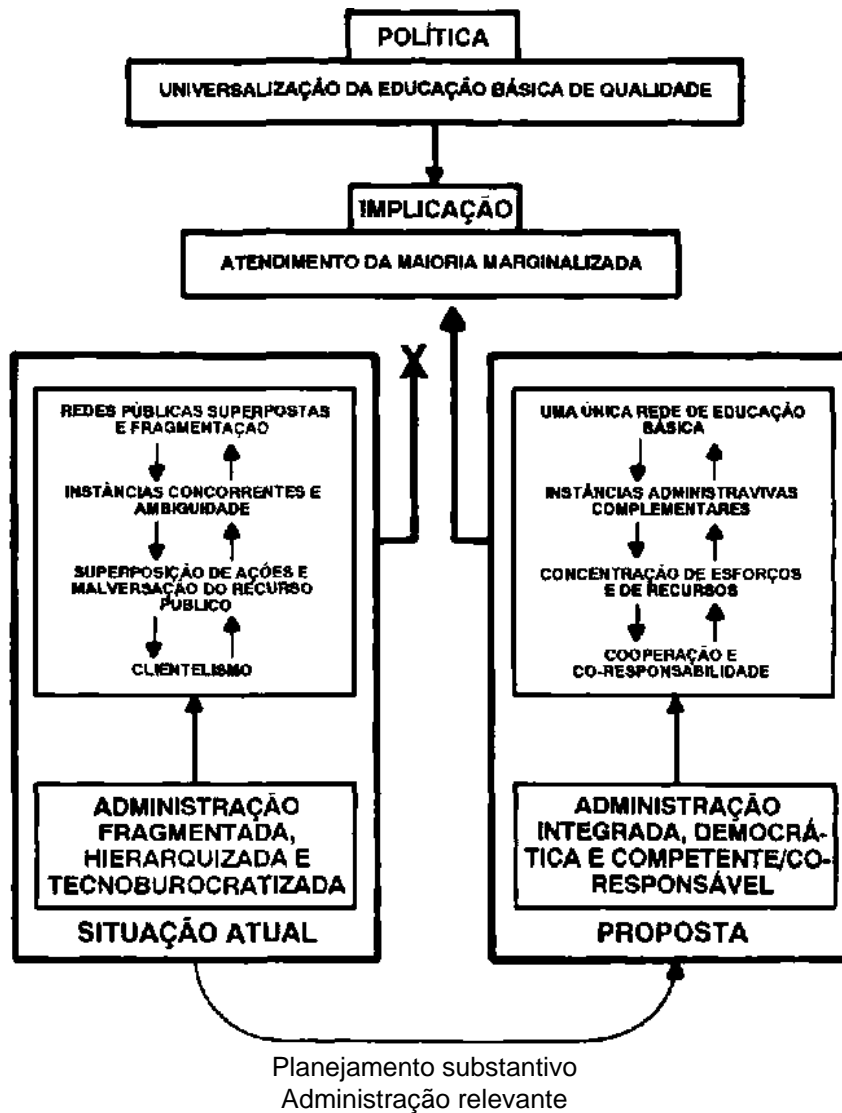 POLÍTICA
UNIVERSALIZAÇÃO DA EDUCAÇÃO BÁSICA DE QUALIDADE
IMPLICAÇÃO
ATENDIMENTO DA MAIORIA MARGINALIZADA
X
REDES PÚBLICAS SUPERPOSTAS
E FRAGMENTAÇÃO
INSTÂNCIAS CONCORRENTES E
AMBIGUIDADE
SUPERPOSIÇÃO DE AÇÕES E
MALVERSAÇÃO DO RECURSO
PÚBLICO
CLIENTELISMO
ADMINISTRAÇÃO
FRAGMENTADA,
HIERARQUIZADA E
TECNOBUROCRATIZADA
SITUAÇÃO ATUAL
UMA ÚNICA REDE DE EDUCAÇÃO
BÁSICA
INSTÂNCIAS ADMINISTRAVIVAS
COMPLEMENTARES
CONCENTRAÇÃO DE ESFORÇOS
E DE RECURSOS
COOPERAÇÃO E
CO-RESPONSABILIDADE
ADMINISTRAÇÃO
INTEGRADA, DEMOCRÁ-
TICA E COMPETENTE/CO-
RESPONSÁVEL
PROPOSTA
Planejamento substantivo
Administração relevante